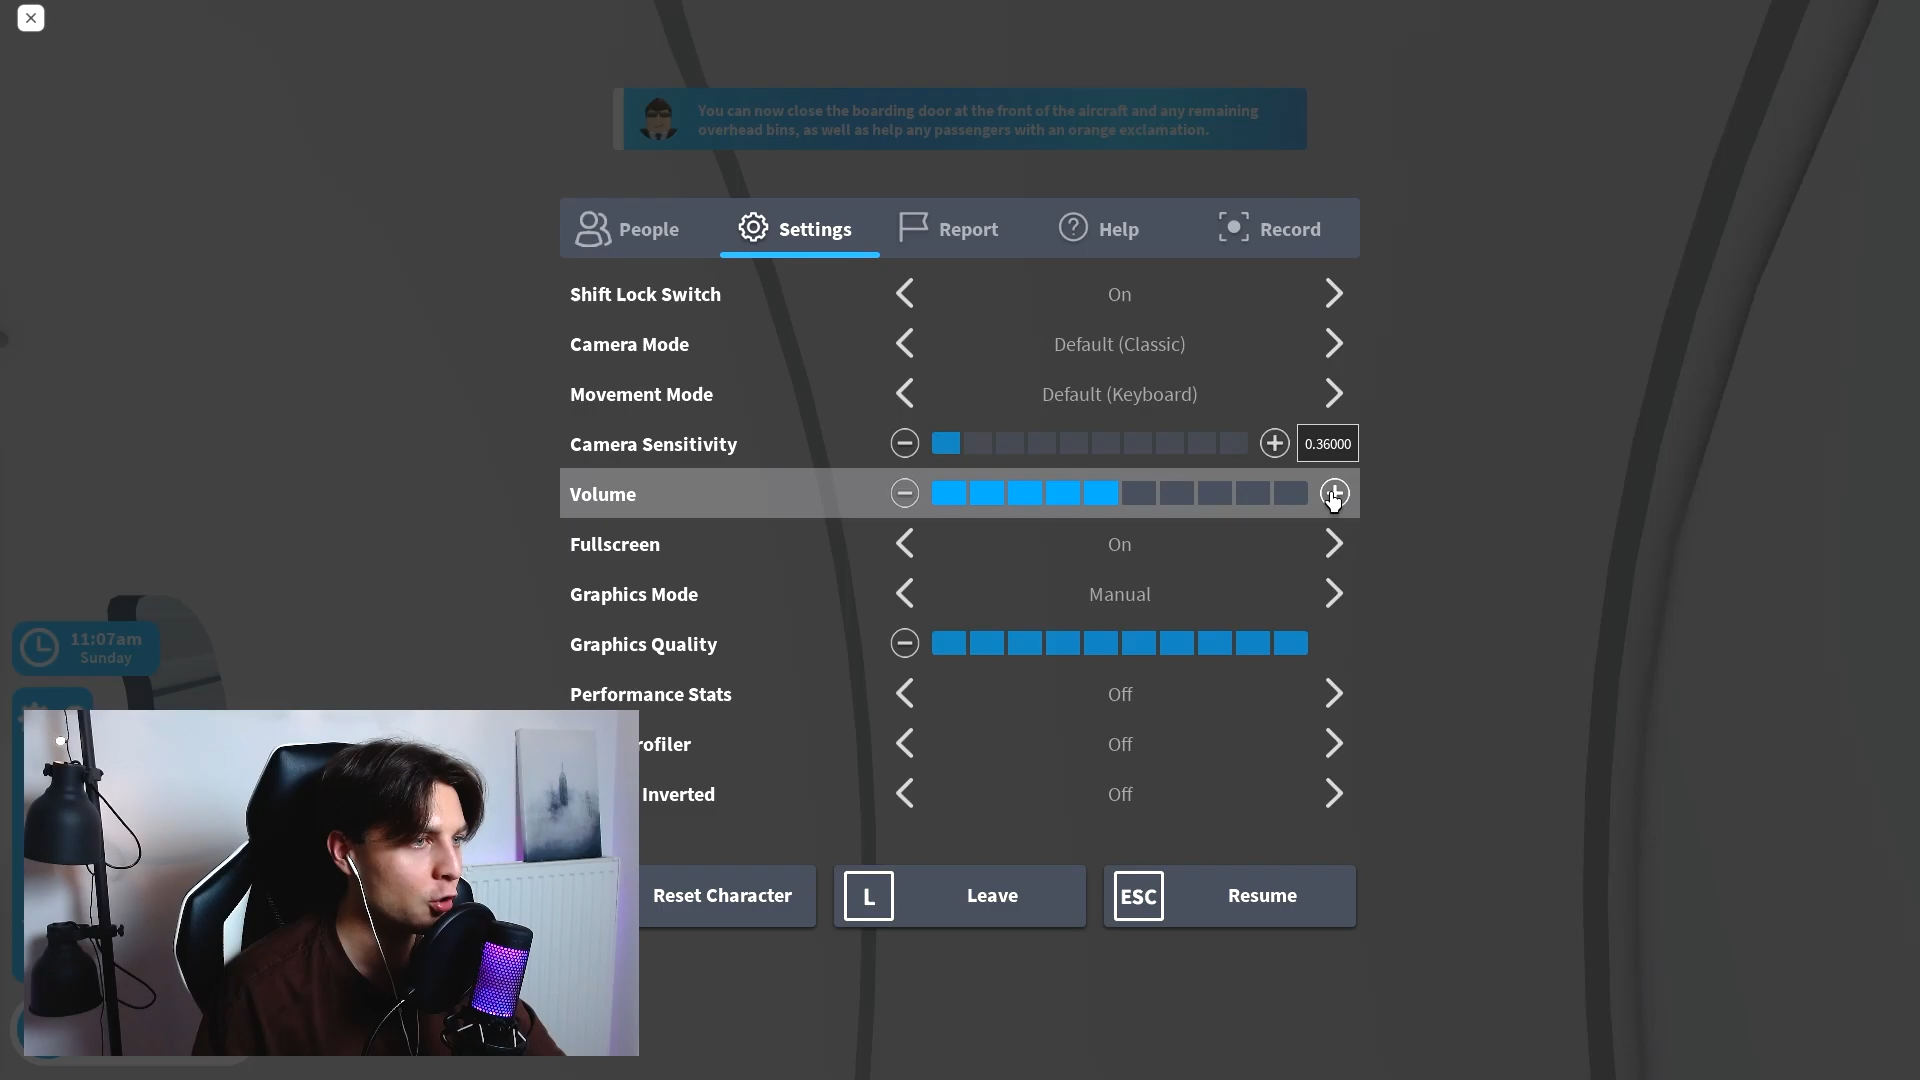 You can now close the boarding door at the front of the aircraft and any remaining
overhead bins, as well as help any passengers with an orange exclamation.
People
Settings
Report
Help
Record
Shift Lock Switch
On
Camera Mode
Default (Classic)
Movement Mode
Default (Keyboard)
Camera Sensitivity
0.36000
Volume
Fullscreen
On
Graphics Mode
Manual
11:07am
Sunday
Graphics Quality
Performance Stats
Off
rofiler
Off
Inverted
Off
Reset Character
L
Leave
ESC
Resume